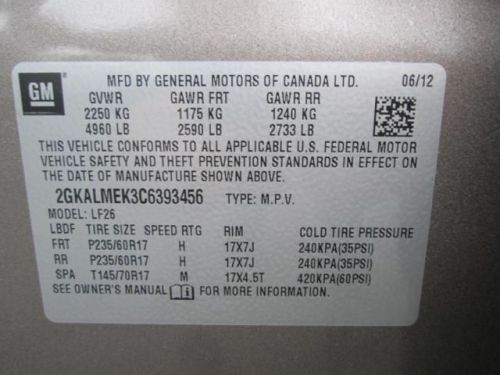 GM
MFD BY GENERAL MOTORS OF CANADA LTD. 06/12
GVWR GAWR FRT GAWR RR
2250 KG 1175 KG 1240 KG
4960 LB 2590 LB 2733 LB
THIS VEHICLE CONFORMS TO ALL APPLICABLE U.S. FEDERAL MOTOR
VEHICLE SAFETY AND THEFT PREVENTION STANDARDS IN EFFECT ON
THE DATE OF MANUFACTURE SHOWN ABOVE.
2GKALMEK3C6393456 TYPE: M.P.V.
MODEL: LF26
LBDF TIRE SIZE SPEED RTG RIM COLD TIRE PRESSURE
FRT P235/60R17 H 17X7J 240KPA(35PSI)
RR P235/60R17 H 17X7J 240KPA(35PSI)
SPA T145/70R17 M 17X4.5T 420KPA(60PSI)
SEE OWNER'S MANUAL FOR MORE INFORMATION.